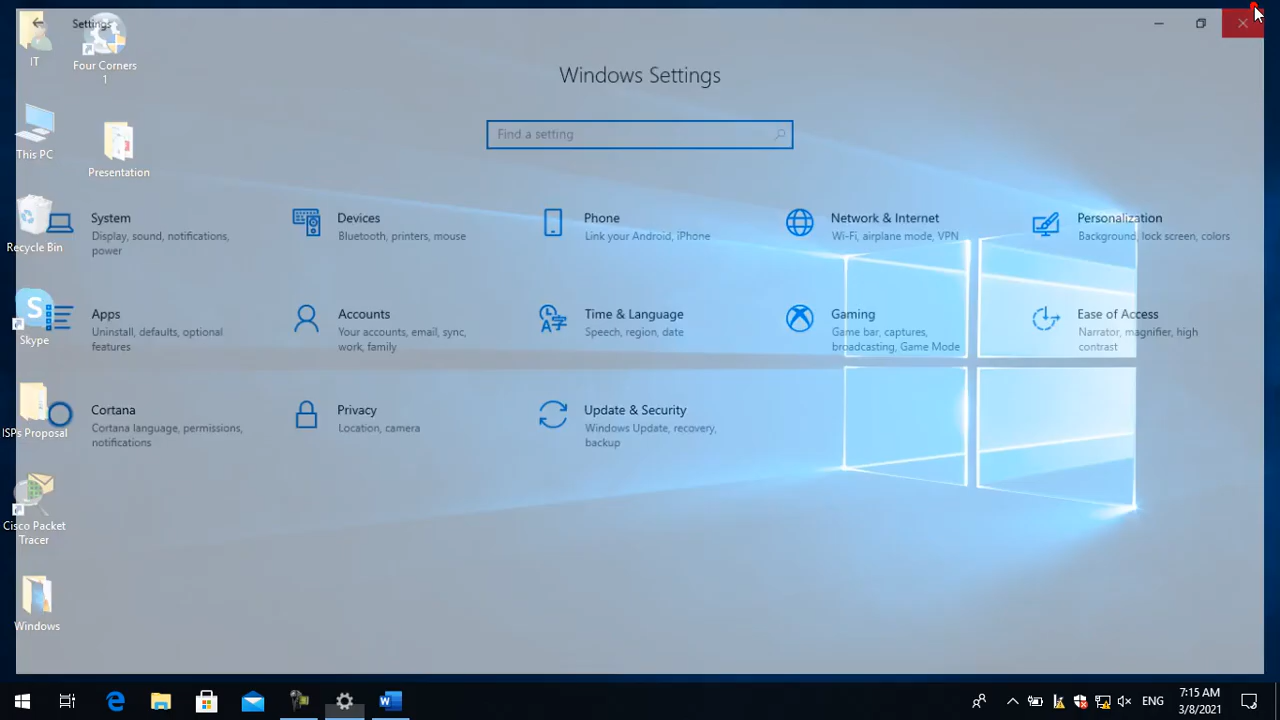 Settings
IT
Four Corners
1
This PC
Presentation
Recycle Bin
Skype
ISPs Proposal
Cisco Packet
Tracer
Windows
Windows Settings
Find a setting
System
Display, sound, notifications,
power
Devices
Bluetooth, printers, mouse
Phone
Link your Android, iPhone
Network & Internet
Wi-Fi, airplane mode, VPN
Personalization
Background, lock screen, colors
Apps
Uninstall, defaults, optional
features
Accounts
Your accounts, email, sync,
work, family
Time & Language
Speech, region, date
Gaming
Game bar, captures,
broadcasting, Game Mode
Ease of Access
Narrator, magnifier, high
contrast
Cortana
Cortana language, permissions,
notifications
Privacy
Location, camera
Update & Security
Windows Update, recovery,
backup
ENG
7:15 AM
3/8/2021